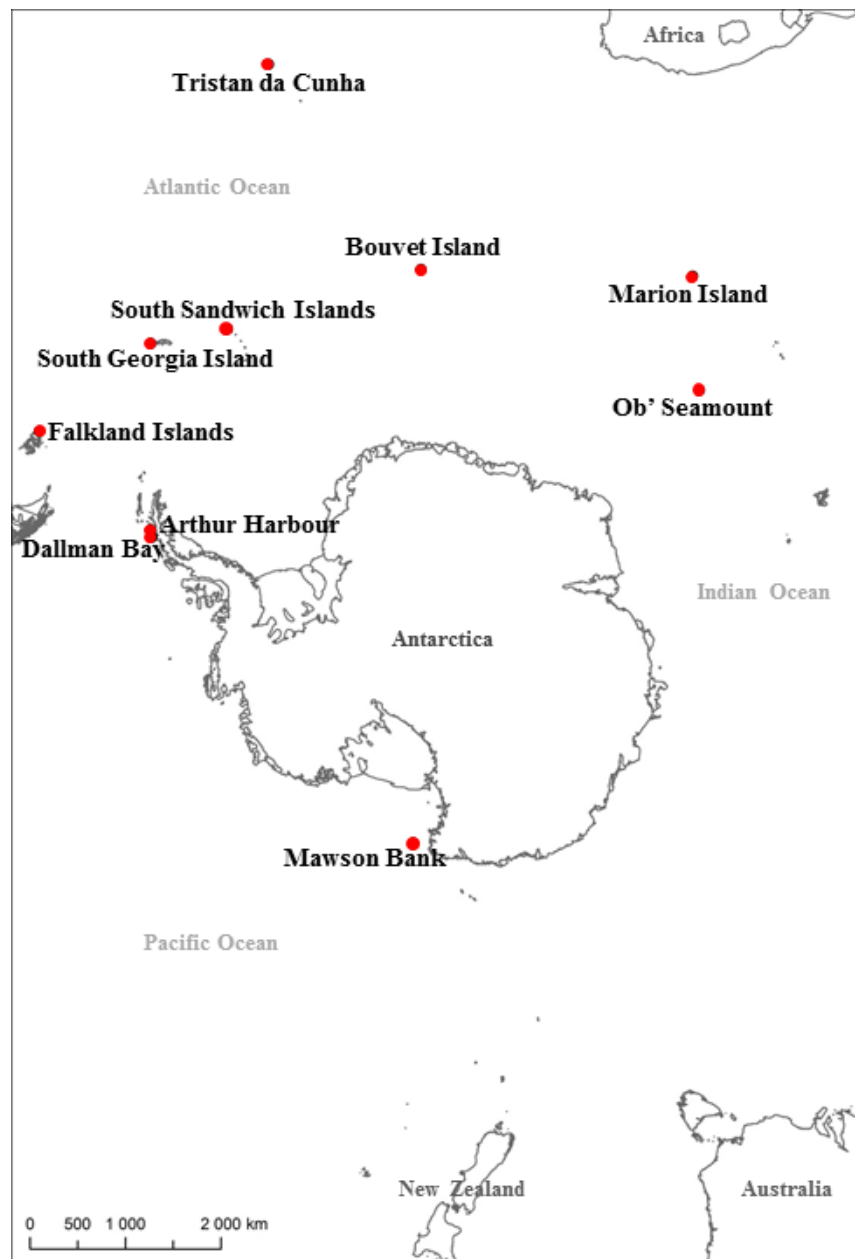 Africa
Tristan da Cunha
Atlantic Ocean
Bouvet Island
Marion Island
South Sandwich Islands
South Georgia Island
Ob’ Seamount
Falkland Islands
Arthur Harbour
Dallman Bay
Indian Ocean
Antarctica
Mawson Bank
Pacific Ocean
New Zealand
Australia
0 500 1 000 2 000 km